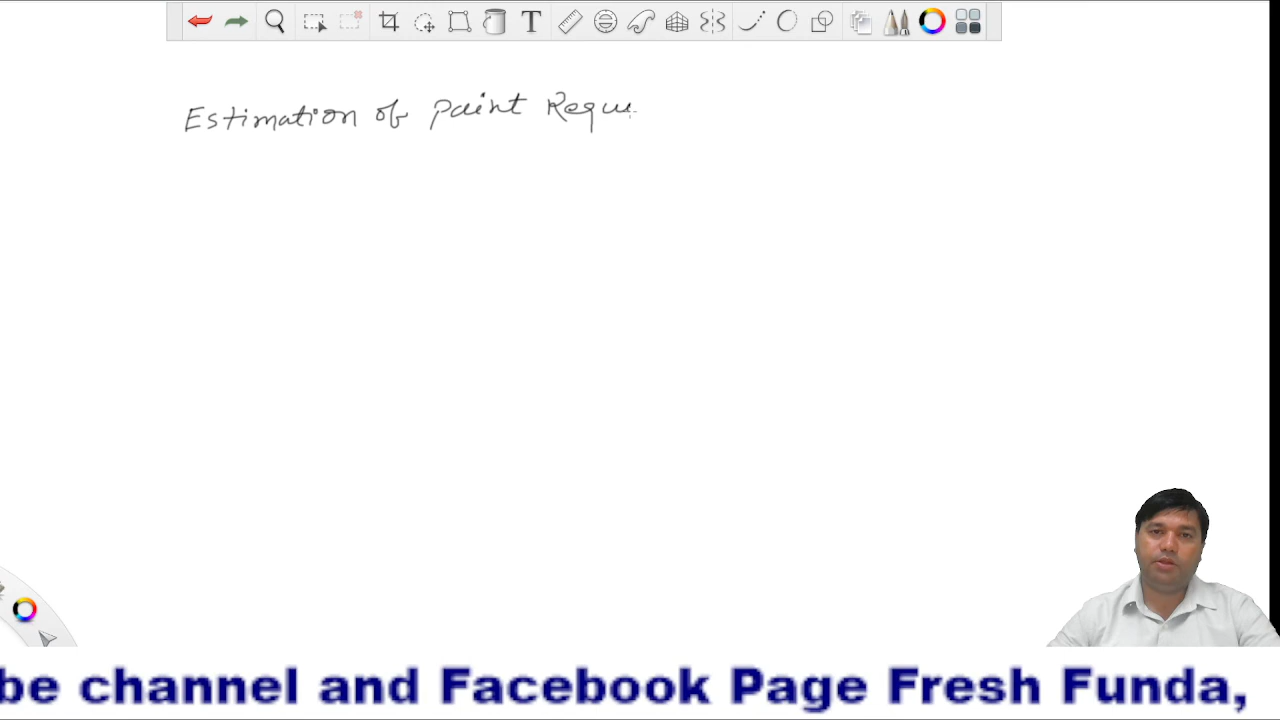 Estimation of paint Requ
be channel and Facebook Page Fresh Funda,